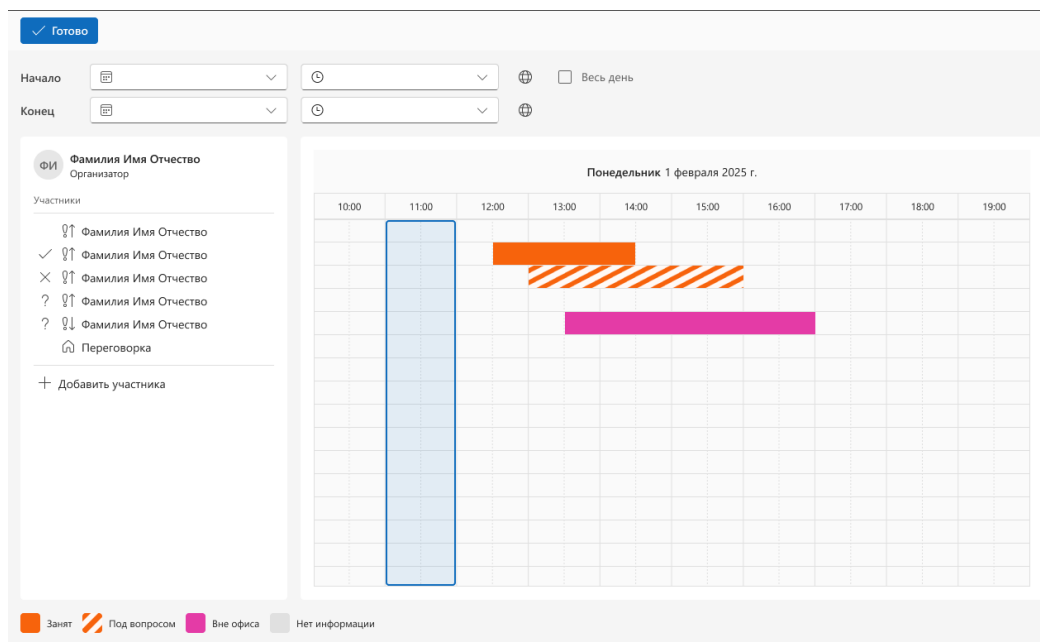 Готово
Начало
Весь день
Конец
ФИ
Фамилия Имя Отчество
Организатор
Участники
Фамилия Имя Отчество
Фамилия Имя Отчество
Фамилия Имя Отчество
? Фамилия Имя Отчество
? Фамилия Имя Отчество
Переговорка
Добавить участника
Понедельник 1 февраля 2025 г.
10:00 11:00 12:00 13:00 14:00 15:00 16:00 17:00 18:00 19:00
Занят Под вопросом Вне офиса Нет информации